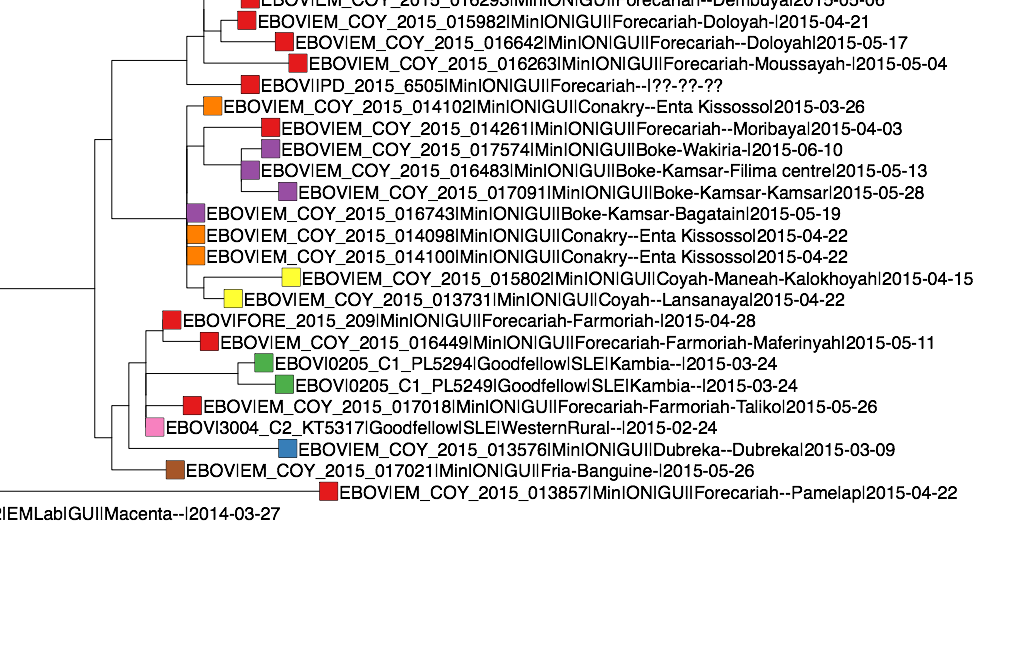 EBOV|EM_COY_2015_016293|MinION|GUI|Forecariah--Dembuya|2015-05-06
EBOV|EM_COY_2015_015982|MinION|GUI|Forecariah-Doloyah-|2015-04-21
EBOV|EM_COY_2015_016642|MinION|GUI|Forecariah--Doloyah|2015-05-17
EBOV|EM_COY_2015_016263|MinION|GUI|Forecariah-Moussayah-|2015-05-04
EBOV|IPD_2015_6505|MinION|GUI|Forecariah--|??-??-??
EBOV|EM_COY_2015_014102|MinION|GUI|Conakry--Enta Kissosso|2015-03-26
EBOV|EM_COY_2015_014261|MinION|GUI|Forecariah--Moribaya|2015-04-03
EBOV|EM_COY_2015_017574|MinION|GUI|Boke-Wakiria-|2015-06-10
EBOV|EM_COY_2015_016483|MinION|GUI|Boke-Kamsar-Filima centre|2015-05-13
EBOV|EM_COY_2015_017091|MinION|GUI|Boke-Kamsar-Kamsar|2015-05-28
EBOV|EM_COY_2015_016743|MinION|GUI|Boke-Kamsar-Bagatain|2015-05-19
EBOV|EM_COY_2015_014098|MinION|GUI|Conakry--Enta Kissosso|2015-04-22
EBOV|EM_COY_2015_014100|MinION|GUI|Conakry--Enta Kissosso|2015-04-22
EBOV|EM_COY_2015_015802|MinION|GUI|Coyah-Maneah-Kalokhoyah|2015-04-15
EBOV|EM_COY_2015_013731|MinION|GUI|Coyah--Lansanaya|2015-04-22
EBOV|FORE_2015_209|MinION|GUI|Forecariah-Farmoriah-|2015-04-28
EBOV|EM_COY_2015_016449|MinION|GUI|Forecariah-Farmoriah-Maferinyah|2015-05-11
EBOV|0205_C1_PL5294|Goodfellow|SLE|Kambia--|2015-03-24
EBOV|0205_C1_PL5249|Goodfellow|SLE|Kambia--|2015-03-24
EBOV|EM_COY_2015_017018|MinION|GUI|Forecariah-Farmoriah-Taliko|2015-05-26
EBOV|3004_C2_KT5317|Goodfellow|SLE|WesternRural--|2015-02-24
EBOV|EM_COY_2015_013576|MinION|GUI|Dubreka--Dubreka|2015-03-09
EBOV|EM_COY_2015_017021|MinION|GUI|Fria-Banguine-|2015-05-26
EBOV|EM_COY_2015_013857|MinION|GUI|Forecariah--Pamelap|2015-04-22
|EMLab|GUI|Macenta--|2014-03-27